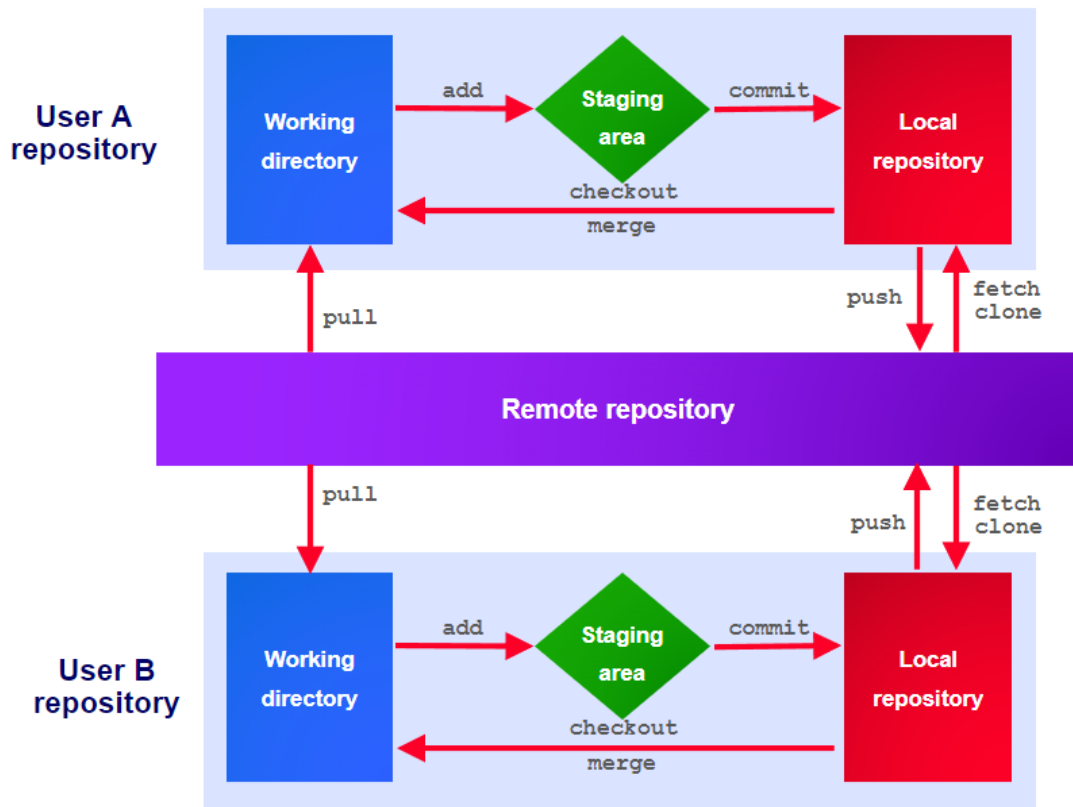 User A
repository
Working
directory
add
Staging
area
commit
Local
repository
checkout
merge
pull
push
fetch
clone
Remote repository
pull
push
fetch
clone
User B
repository
Working
directory
add
Staging
area
commit
Local
repository
checkout
merge